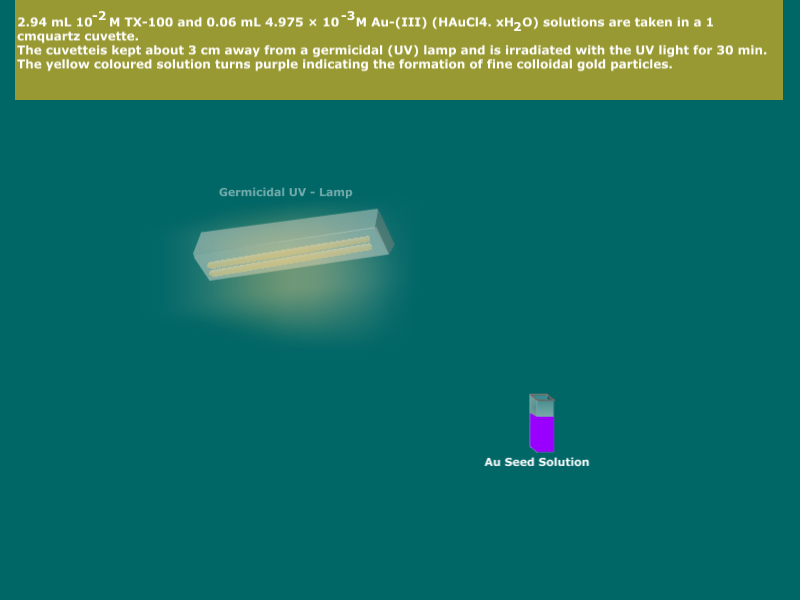 2.94 mL 10⁻² M TX-100 and 0.06 mL 4.975 × 10⁻³M Au-(III) (HAuCl4. xH₂O) solutions are taken in a 1
cmquartz cuvette.
The cuvetteis kept about 3 cm away from a germicidal (UV) lamp and is irradiated with the UV light for 30 min.
The yellow coloured solution turns purple indicating the formation of fine colloidal gold particles.
Germicidal UV - Lamp
Au Seed Solution